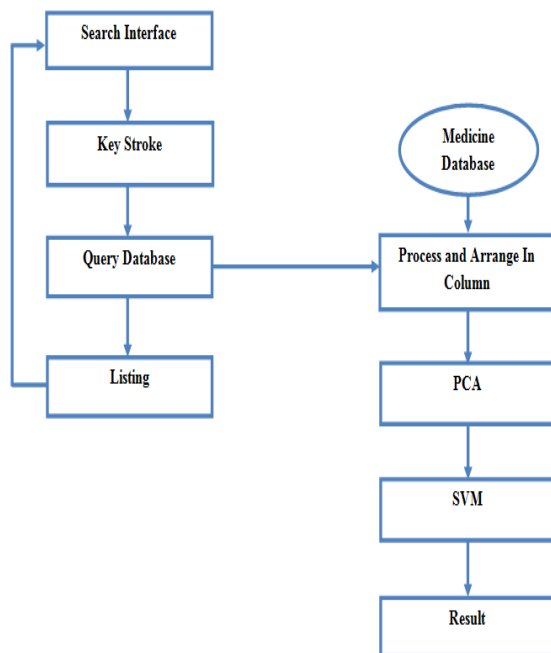 Search Interface
Key Stroke
Query Database
Listing
Medicine
Database
Process and Arrange In
Column
PCA
SVM
Result